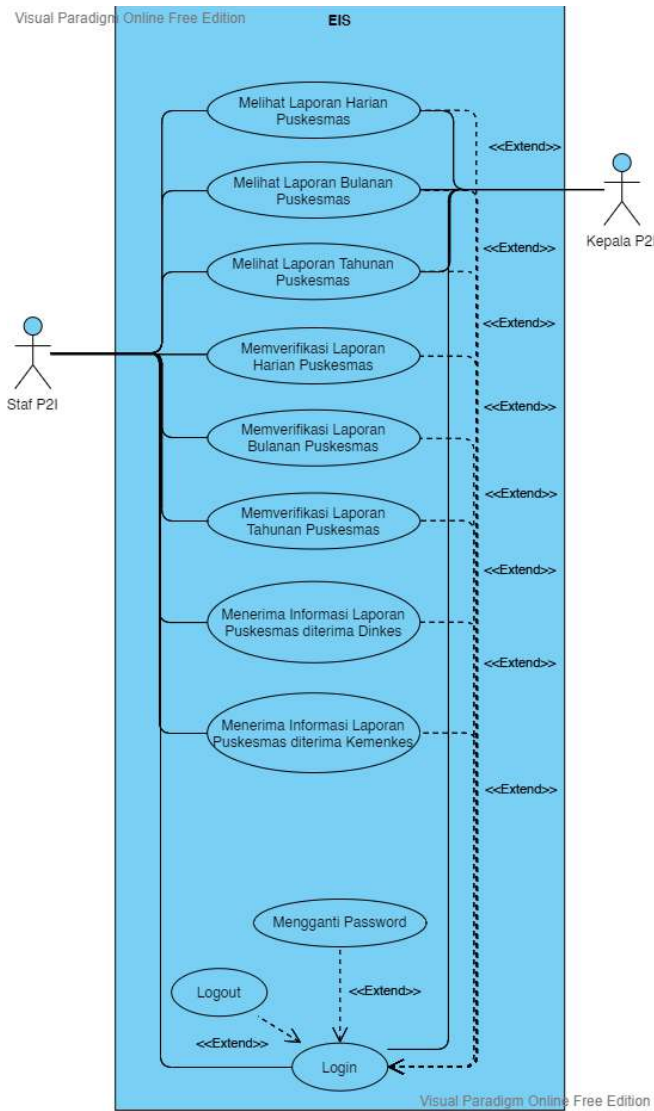 Visual Paradigm Online Free Edition
EIS
Melihat Laporan Harian
Puskesmas
<<Extend>>
Melihat Laporan Bulanan
Puskesmas
Kepala P2I
<<Extend>>
Melihat Laporan Tahunan
Puskesmas
<<Extend>>
Staf P2I
Memverifikasi Laporan
Harian Puskesmas
<<Extend>>
Memverifikasi Laporan
Bulanan Puskesmas
<<Extend>>
Memverifikasi Laporan
Tahunan Puskesmas
<<Extend>>
Menerima Informasi Laporan
Puskesmas diterima Dinkes
<<Extend>>
Menerima Informasi Laporan
Puskesmas diterima Kemenkes
<<Extend>>
Mengganti Password
Logout
<<Extend>>
<<Extend>>
Login
Visual Paradigm Online Free Edition